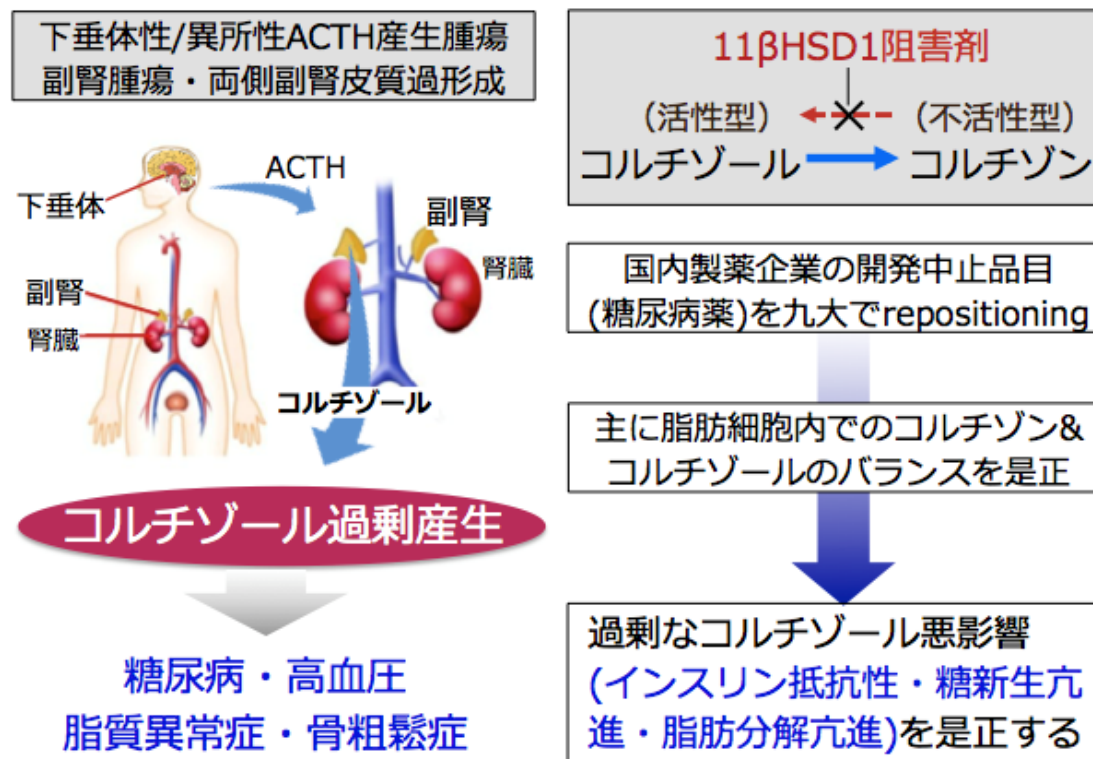 下垂体性/異所性ACTH産生腫瘍
副腎腫瘍・両側副腎皮質過形成
ACTH
下垂体
副腎
腎臓
副腎
腎臓
コルチゾール
コルチゾール過剰産生
糖尿病・高血圧
脂質異常症・骨粗鬆症
11βHSD1阻害剤
（活性型） （不活性型）
コルチゾール コルチゾン
国内製薬企業の開発中止品目
(糖尿病薬)を九大でrepositioning
主に脂肪細胞内でのコルチゾン&
コルチゾールのバランスを是正
過剰なコルチゾール悪影響
(インスリン抵抗性・糖新生亢
進・脂肪分解亢進)を是正する